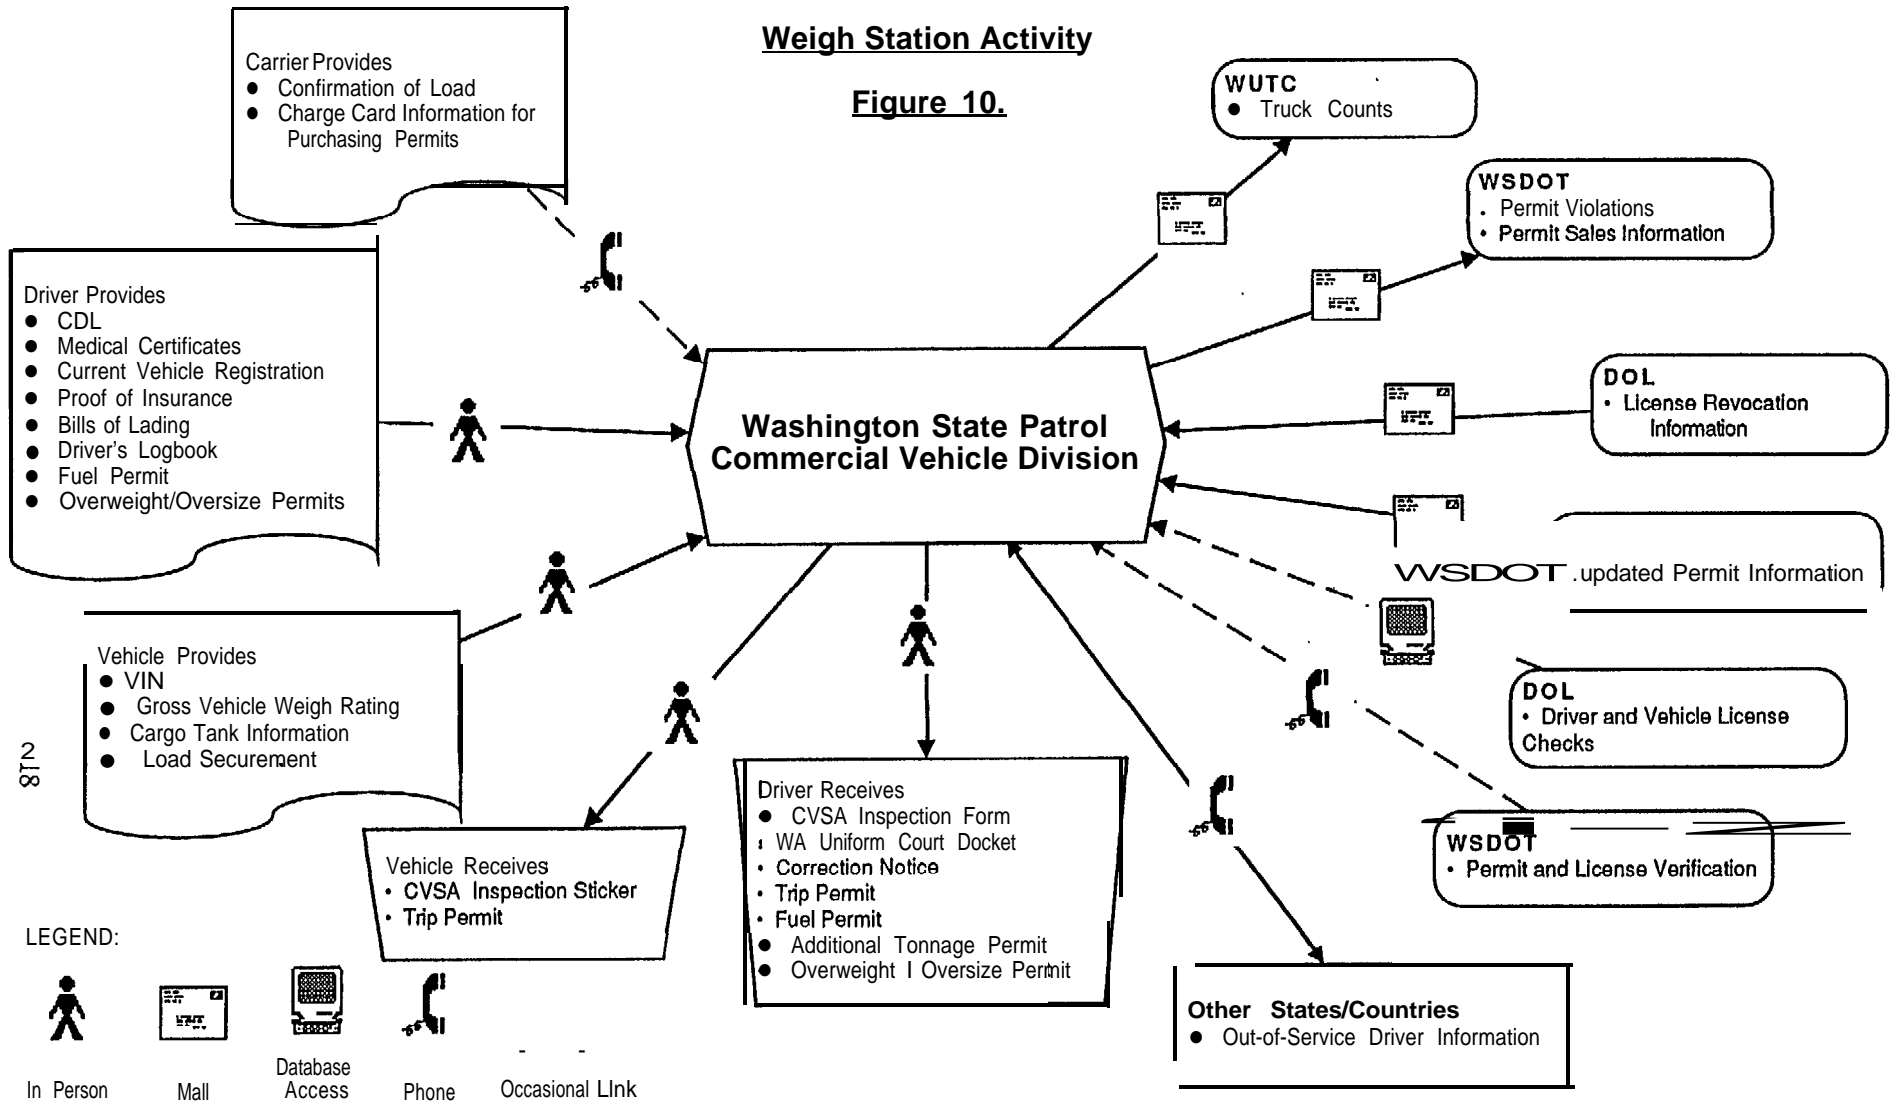 Weigh Station Activity
Figure 10.
Carrier Provides
● Confirmation of Load
● Charge Card Information for
Purchasing Permits
WUTC
● Truck Counts
WSDOT
. Permit Violations
• Permit Sales Information
Driver Provides
● CDL
● Medical Certificates
● Current Vehicle Registration
● Proof of Insurance
● Bills of Lading
● Driver's Logbook
● Fuel Permit
● Overweight/Oversize Permits
Washington State Patrol
Commercial Vehicle Division
DOL
• License Revocation
Information
WSDOT .updated Permit Information
Vehicle Provides
● VIN
● Gross Vehicle Weigh Rating
● Cargo Tank Information
● Load Securement
DOL
• Driver and Vehicle License
Checks
WSDOT
• Permit and License Verification
Vehicle Receives
• CVSA Inspection Sticker
• Trip Permit
Driver Receives
● CVSA Inspection Form
• WA Uniform Court Docket
• Correction Notice
• Trip Permit
• Fuel Permit
● Additional Tonnage Permit
● Overweight I Oversize Permit
Other States/Countries
● Out-of-Service Driver Information
2
18
LEGEND:
In Person
Mall
Database
Access
Phone
- -
Occasional LInk